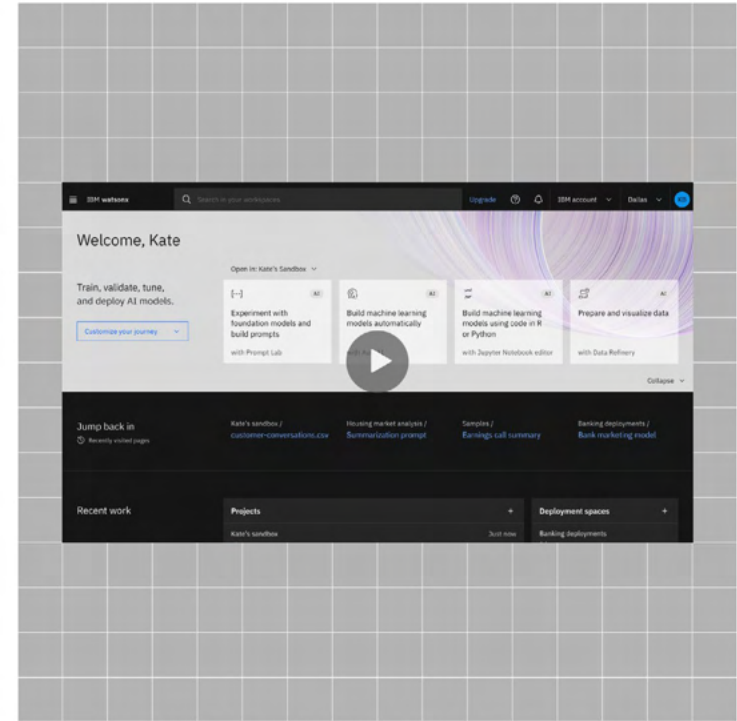 IBM watsonx
Search in your workspaces
Upgrade
IBM account
Dallas
Welcome, Kate
Open in: Kate's Sandbox
Train, validate, tune,
and deploy AI models.
Customize your journey
AI
Experiment with
foundation models and
build prompts
with Prompt Lab
AI
Build machine learning
models automatically
with
AI
Build machine learning
models using code in R
or Python
with Jupyter Notebook editor
AI
Prepare and visualize data
with Data Refinery
Collapse
Jump back in
Recently visited pages
Kate's sandbox /
customer-conversations.csv
Housing market analysis /
Summarization prompt
Samples /
Earnings call summary
Banking deployments /
Bank marketing model
Recent work
Projects +
Kate's sandbox
Just now
Deployment spaces +
Banking deployments